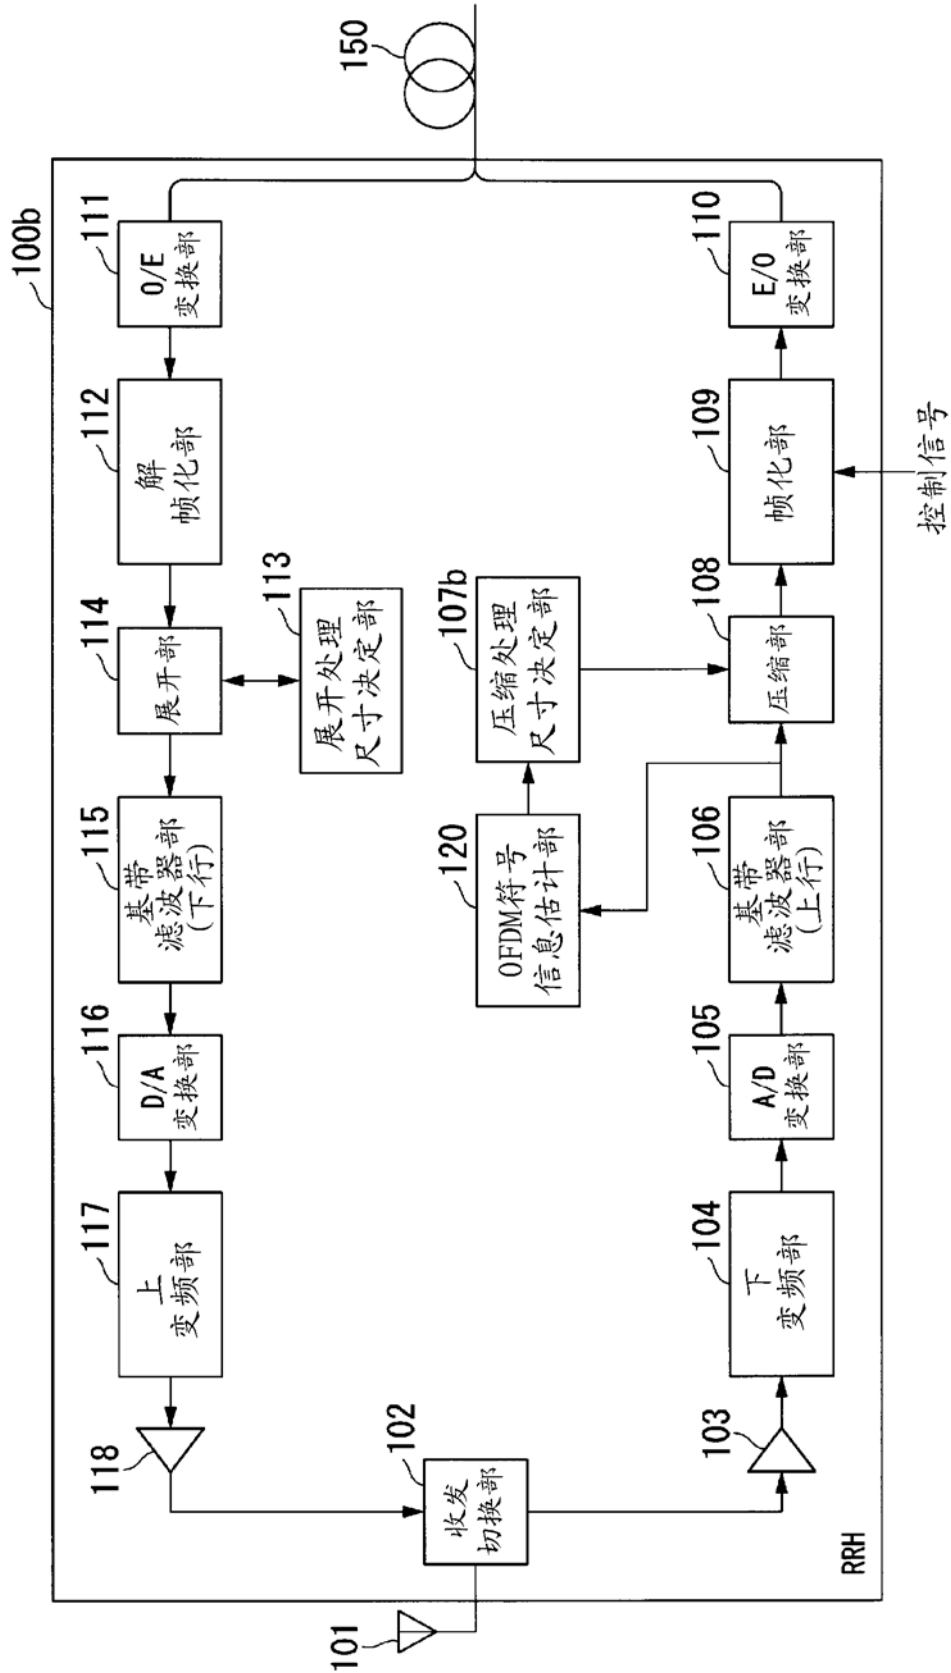 100b
150
111
O/E
变换部
112
解
帧化部
114
展开部
113
展开处理
尺寸决定部
115
基带
滤波器部
(下行)
116
D/A
变换部
117
上
变频部
118
102
收发
切换部
101
103
104
下
变频部
105
A/D
变换部
106
基带
滤波器部
(上行)
120
OFDM符号
信息估计部
107b
压缩处理
尺寸决定部
108
压缩部
109
帧化部
控制信号
110
E/O
变换部
RRH